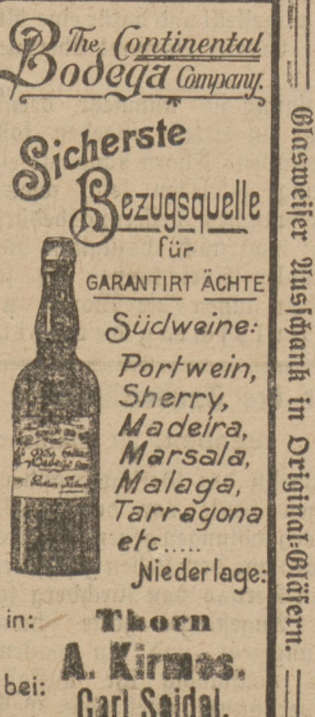 The Continental
Bodega Company.
Sicherste
Bezugsquelle
für
GARANTIRT ÄCHTE
Südweine:
Portwein,
Sherry,
Madeira,
Marsala,
Malaga,
Tarragona
etc.....
Niederlage:
in: Thorn
A. Kirmes.
bei: Carl Seidal.
Glasweiser Ausschank in Original-Gläsern.